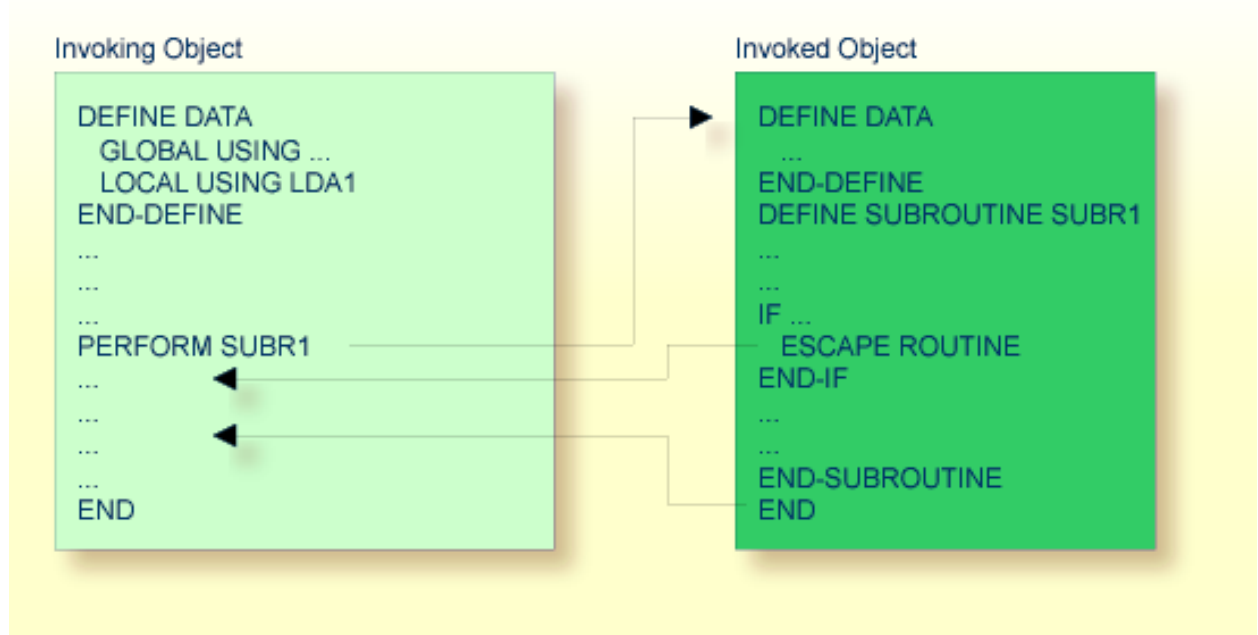 Invoking Object
DEFINE DATA
GLOBAL USING ...
LOCAL USING LDA1
END-DEFINE
...
...
...
PERFORM SUBR1
...
...
...
...
END
Invoked Object
DEFINE DATA
...
END-DEFINE
DEFINE SUBROUTINE SUBR1
...
...
IF ...
ESCAPE ROUTINE
END-IF
...
...
END-SUBROUTINE
END